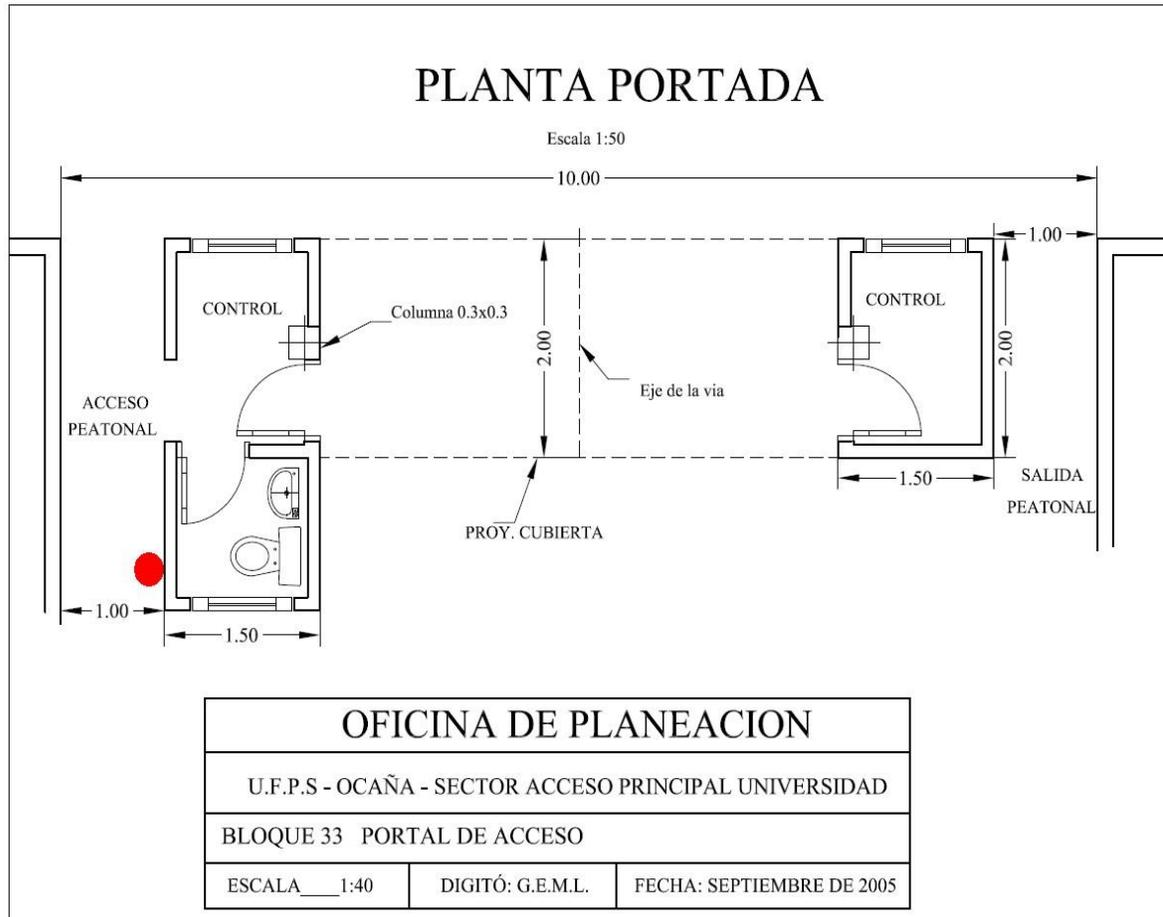 PLANTA PORTADA
Escala 1:50
10.00
1.00
CONTROL
Columna 0.3x0.3
CONTROL
2.00
2.00
Eje de la via
ACCESO
PEATONAL
1.50
SALIDA
PEATONAL
PROY. CUBIERTA
1.00
1.50
OFICINA DE PLANEACION
U.F.P.S - OCAÑA - SECTOR ACCESO PRINCIPAL UNIVERSIDAD
BLOQUE 33 PORTAL DE ACCESO
ESCALA____1:40
DIGITÓ: G.E.M.L.
FECHA: SEPTIEMBRE DE 2005